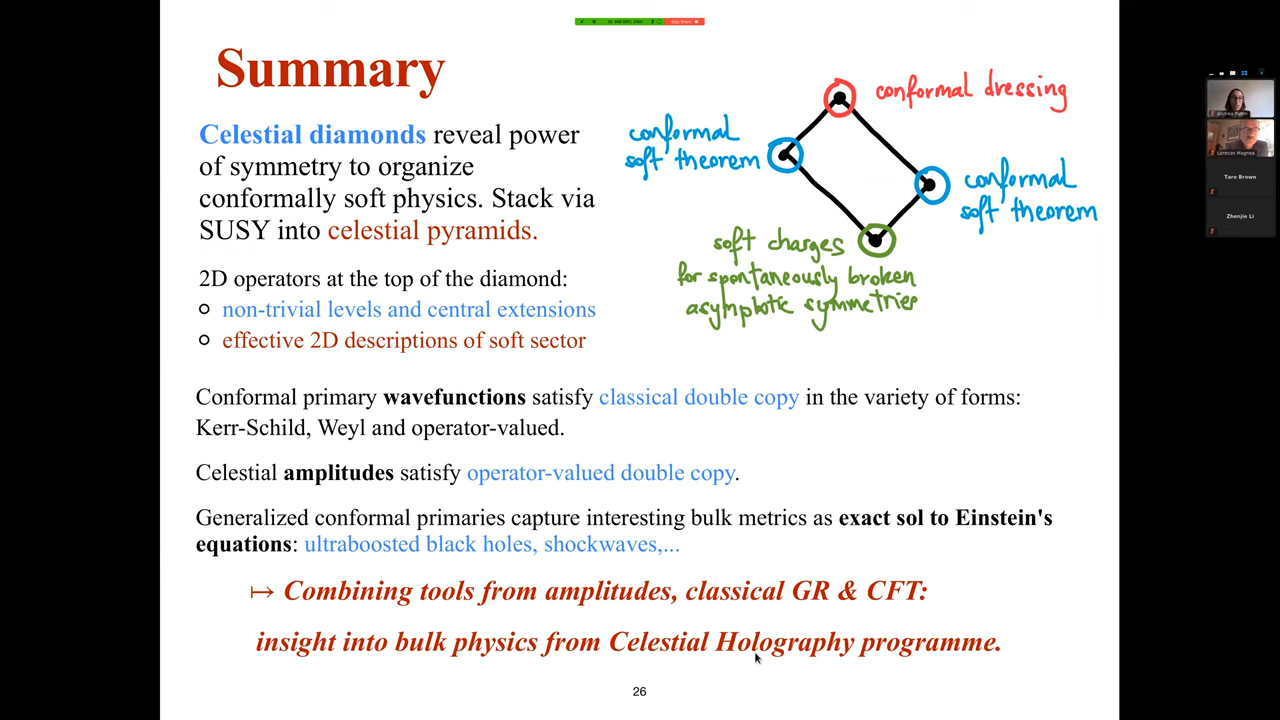 Summary
Celestial diamonds reveal power
of symmetry to organize
conformally soft physics. Stack via
SUSY into celestial pyramids.
conformal dressing
conformal
soft theorem
conformal
soft theorem
soft charges
for spontaneously broken
asymptotic symmetries
2D operators at the top of the diamond:
non-trivial levels and central extensions
effective 2D descriptions of soft sector
Conformal primary wavefunctions satisfy classical double copy in the variety of forms:
Kerr-Schild, Weyl and operator-valued.
Celestial amplitudes satisfy operator-valued double copy.
Generalized conformal primaries capture interesting bulk metrics as exact sol to Einstein's
equations: ultraboosted black holes, shockwaves,...
↦ Combining tools from amplitudes, classical GR & CFT:
insight into bulk physics from Celestial Holography programme.
26
Lorenzo Magnea
Taro Brown
Zhenjie Li